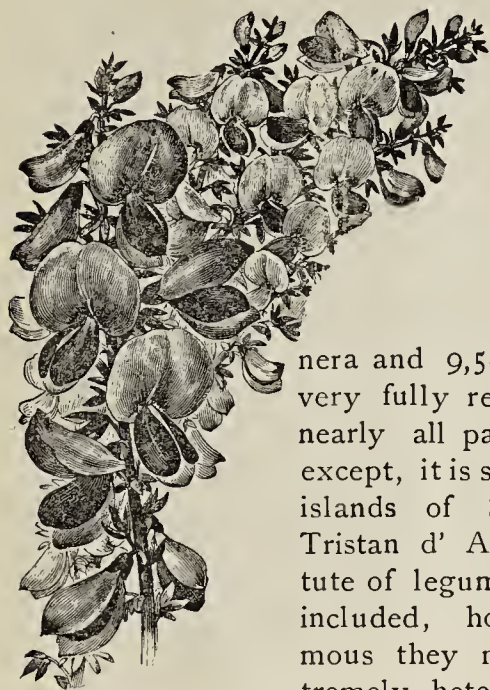 nera and 9,5
very fully re
nearly all pa
except, it is s
islands of
Tristan d' A
tute of legum
included, ho
mous they n
tremely hete